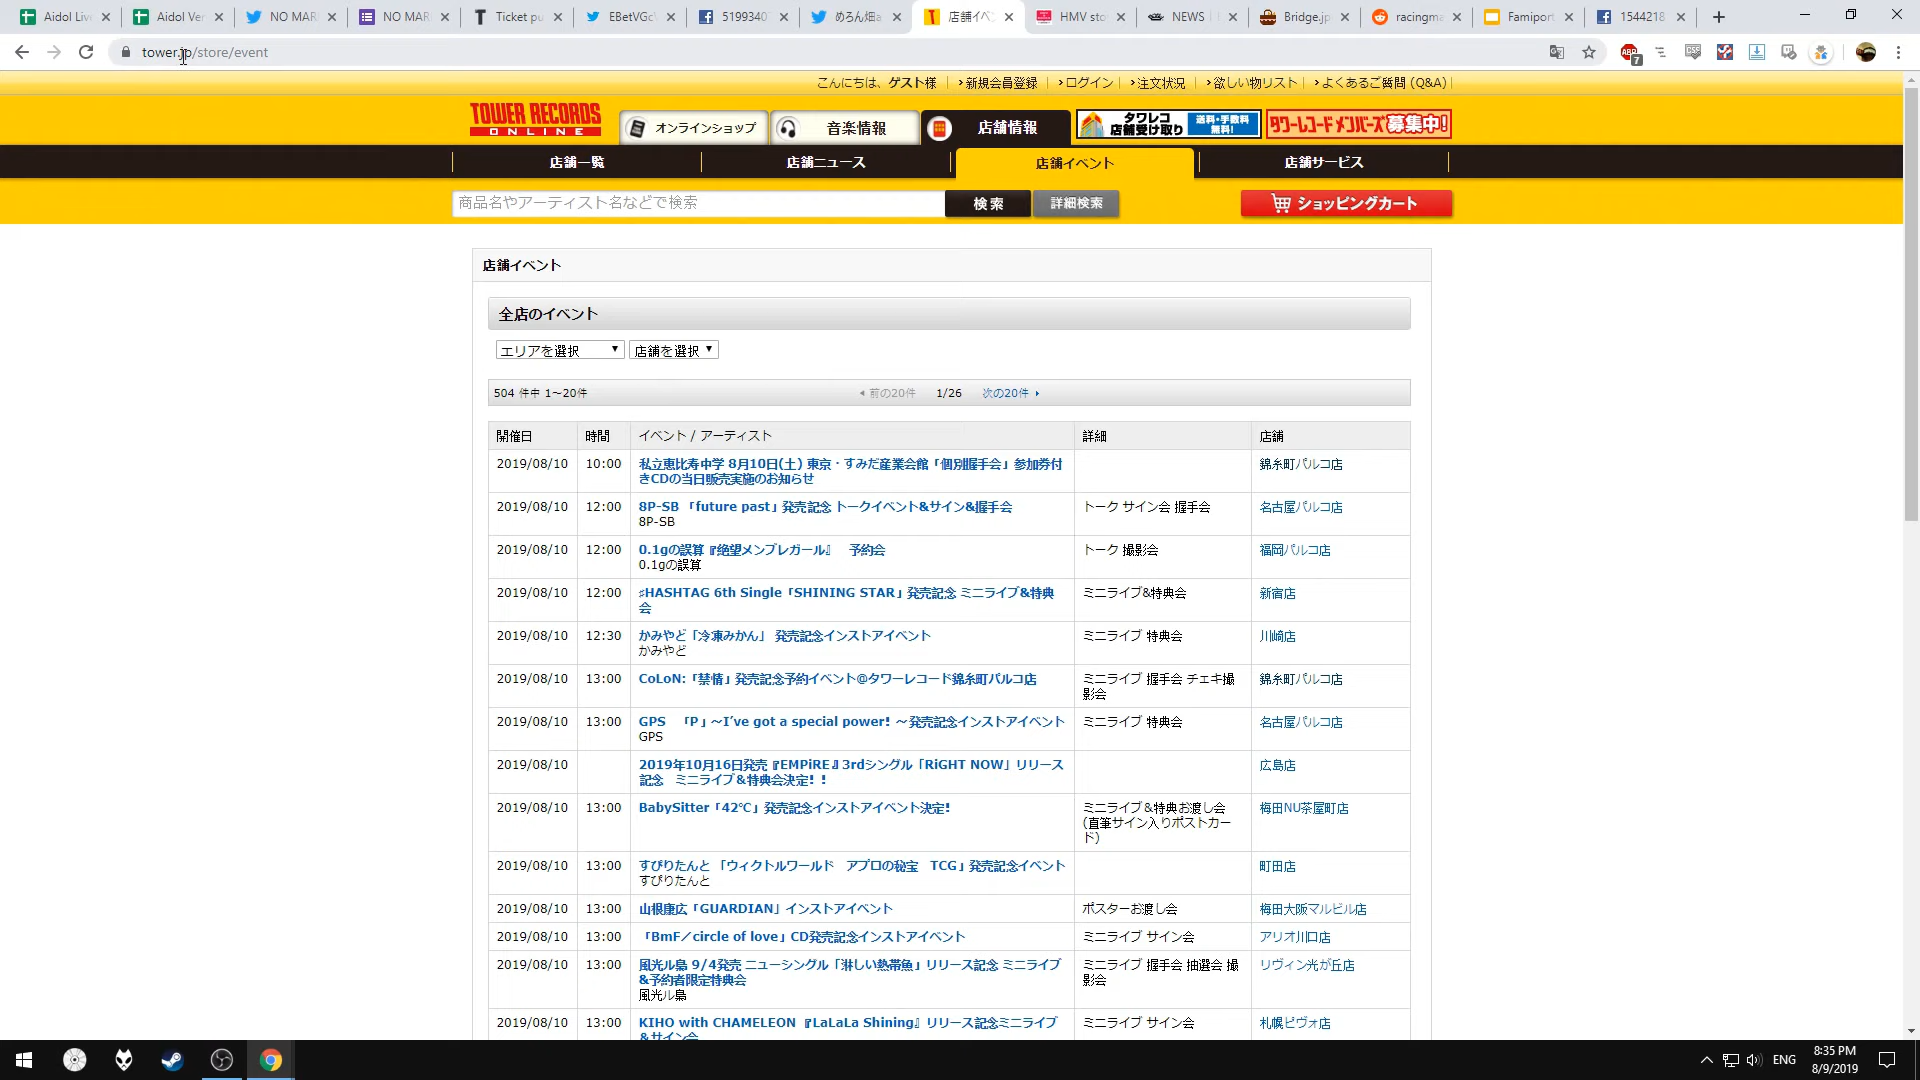 Aidol Live
Aidol Ver
NO MAR
NO MAR
Ticket pu
EBetVGc
5199340
めろん畑a
店舗イベン
HMV sto
NEWS |
Bridge.jp
racingma
Famiport
1544218
tower.jp/store/event
ABP
7
こんにちは、ゲスト様
新規会員登録
ログイン
注文状況
欲しい物リスト
よくあるご質問 (Q&A)
TOWER RECORDS
ONLINE
オンラインショップ
音楽情報
店舗情報
タワレコ
店舗受け取り
送料・手数料
無料!
タワーレコードメンバーズ募集中!
店舗一覧
店舗ニュース
店舗イベント
店舗サービス
商品名やアーティスト名などで検索
検索
詳細検索
ショッピングカート
店舗イベント
全店のイベント
エリアを選択
店舗を選択
504 件中 1～20件
前の20件
1/26
次の20件
開催日 時間 イベント / アーティスト 詳細 店舗
2019/08/10 10:00 私立恵比寿中学 8月10日(土) 東京・すみだ産業会館「個別握手会」参加券付 錦糸町パルコ店
きCDの当日販売実施のお知らせ
2019/08/10 12:00 8P-SB 「future past」発売記念 トークイベント&サイン&握手会 トーク サイン会 握手会 名古屋パルコ店
8P-SB
2019/08/10 12:00 0.1gの誤算『絶望メンブレガール』 予約会 トーク 撮影会 福岡パルコ店
0.1gの誤算
2019/08/10 12:00 ♯HASHTAG 6th Single「SHINING STAR」発売記念 ミニライブ&特典 ミニライブ&特典会 新宿店
会
2019/08/10 12:30 かみやど「冷凍みかん」 発売記念インストアイベント ミニライブ 特典会 川崎店
かみやど
2019/08/10 13:00 CoLoN:「禁情」発売記念予約イベント@タワーレコード錦糸町パルコ店 ミニライブ 握手会 チェキ撮 錦糸町パルコ店
影会
2019/08/10 13:00 GPS 「P」～I've got a special power! ～発売記念インストアイベント ミニライブ 特典会 名古屋パルコ店
GPS
2019/08/10 2019年10月16日発売『EMPiRE』3rdシングル「RiGHT NOW」リリース 広島店
記念 ミニライブ＆特典会決定！！
2019/08/10 13:00 BabySitter「42℃」発売記念インストアイベント決定! ミニライブ＆特典お渡し会 梅田NU茶屋町店
(直筆サイン入りポストカー
ド)
2019/08/10 13:00 すぴりたんと 「ウィクトルワールド アプロの秘宝 TCG」発売記念イベント 町田店
すぴりたんと
2019/08/10 13:00 山根康広「GUARDIAN」インストアイベント ポスターお渡し会 梅田大阪マルビル店
2019/08/10 13:00 「BmF／circle of love」CD発売記念インストアイベント ミニライブ サイン会 アリオ川口店
2019/08/10 13:00 風光ル梟 9/4発売 ニューシングル「淋しい熱帯魚」リリース記念 ミニライブ ミニライブ 握手会 抽選会 撮 リヴィン光が丘店
&予約者限定特典会 影会
風光ル梟
2019/08/10 13:00 KIHO with CHAMELEON 『LaLaLa Shining』リリース記念ミニライブ ミニライブ サイン会 札幌ピヴォ店
＆サイン会
ENG
8:35 PM
8/9/2019